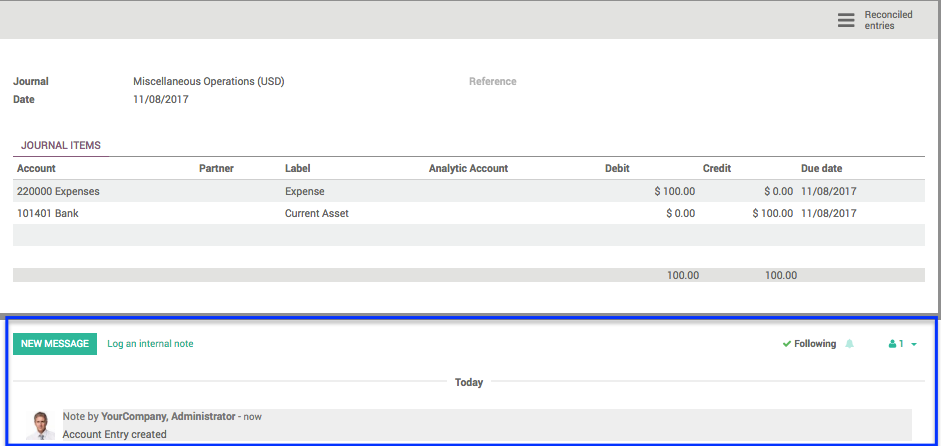 Reconciled
entries
Journal Miscellaneous Operations (USD) Reference
Date 11/08/2017
JOURNAL ITEMS
Account Partner Label Analytic Account Debit Credit Due date
220000 Expenses Expense $ 100.00 $ 0.00 11/08/2017
101401 Bank Current Asset $ 0.00 $ 100.00 11/08/2017
100.00 100.00
NEW MESSAGE Log an internal note Following 1
Today
Note by YourCompany, Administrator - now
Account Entry created